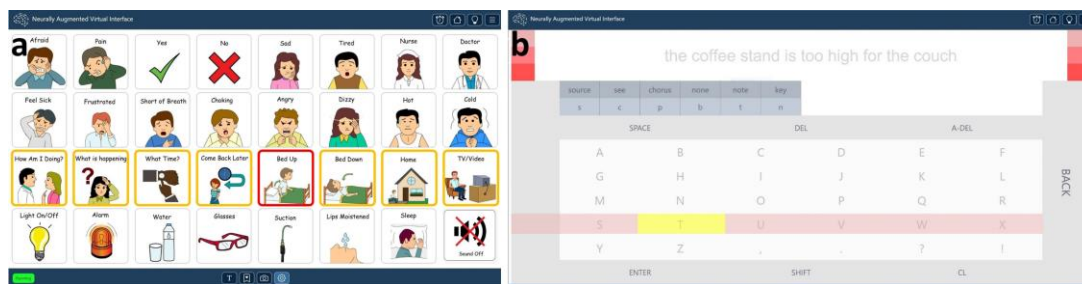 Neurally Augmented Virtual Interface
a
Afraid Pain Yes No Sad Tired Nurse Doctor
Feel Sick Frustrated Short of Breath Choking Angry Dizzy Hot Cold
How Am I Doing? What is happening What Time? Come Back Later Bed Up Bed Down Home TV/Video
Light On/Off Alarm Water Glasses Suction Lips Moistened Sleep
Sound Off
T
Neurally Augmented Virtual Interface
b
the coffee stand is too high for the couch
source see chorus none note key
s c p b t n
SPACE DEL A-DEL
A B C D E F
G H I J K L
M N O P Q R
S T U V W X
Y Z , . ? !
BACK
ENTER SHIFT CL